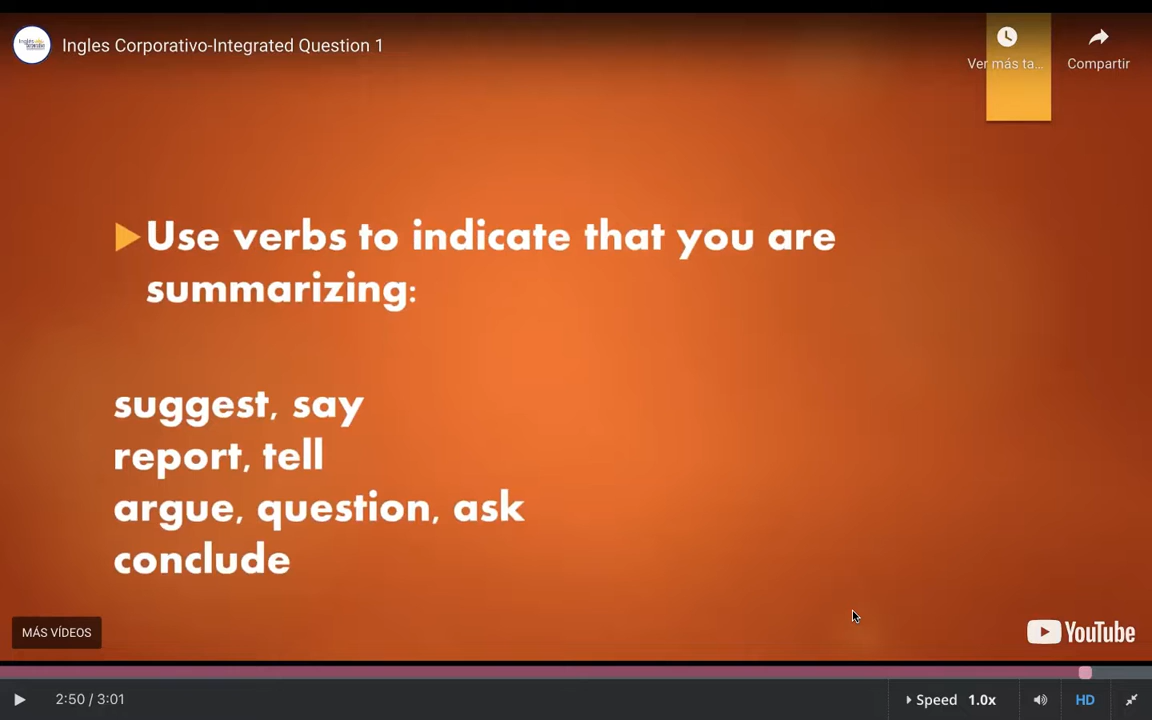 Ingles Corporativo-Integrated Question 1
Ver más ta...
Compartir
Use verbs to indicate that you are
summarizing:
suggest, say
report, tell
argue, question, ask
conclude
MÁS VÍDEOS
YouTube
2:50 / 3:01
Speed 1.0x
HD